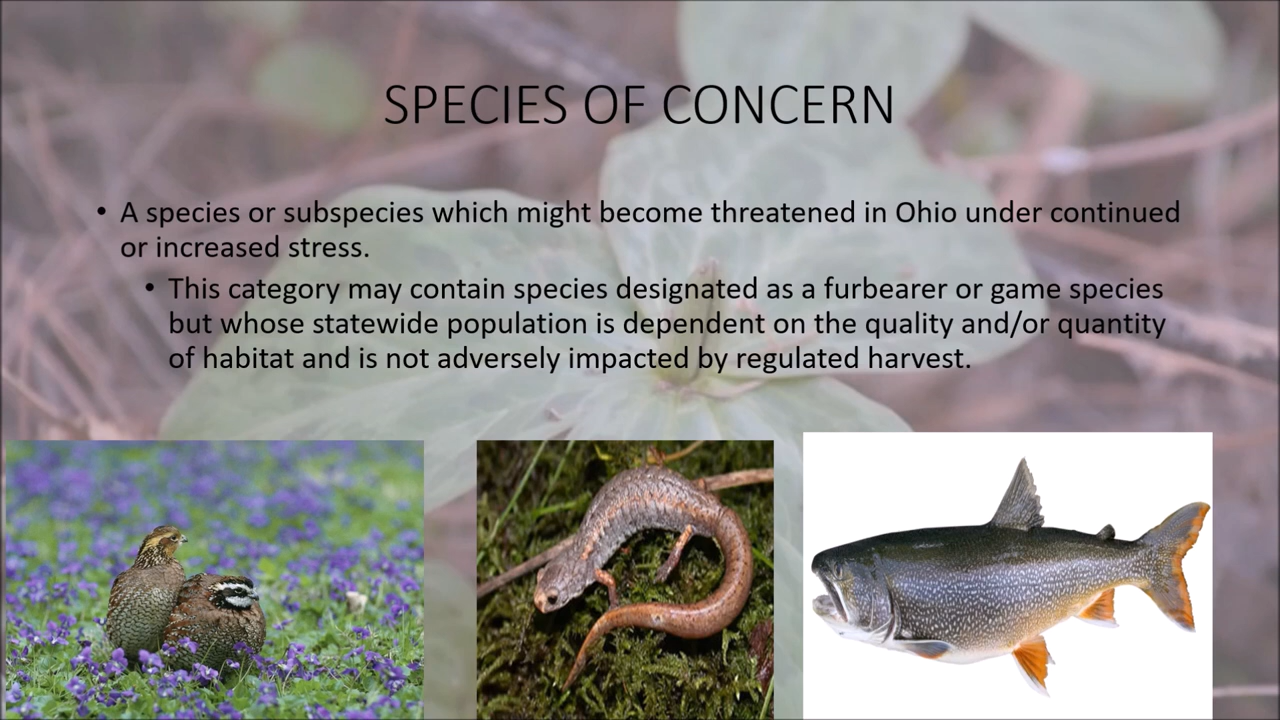 SPECIES OF CONCERN
• A species or subspecies which might become threatened in Ohio under continued
or increased stress.
• This category may contain species designated as a furbearer or game species
but whose statewide population is dependent on the quality and/or quantity
of habitat and is not adversely impacted by regulated harvest.